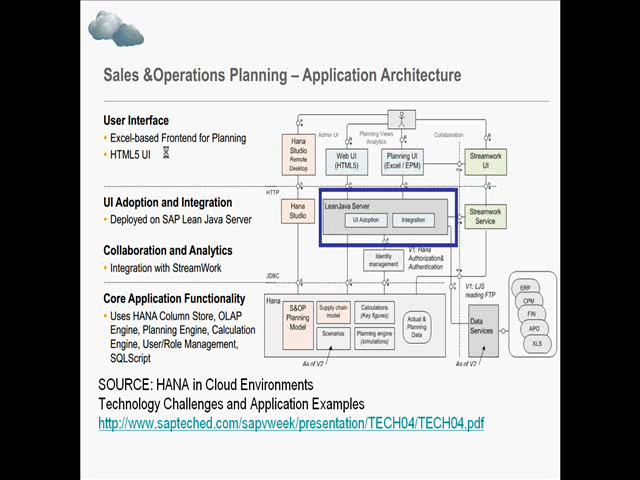 Sales &Operations Planning – Application Architecture
User Interface
• Excel-based Frontend for Planning
• HTML5 UI
UI Adoption and Integration
• Deployed on SAP Lean Java Server
Collaboration and Analytics
• Integration with StreamWork
Core Application Functionality
• Uses HANA Column Store, OLAP
Engine, Planning Engine, Calculation
Engine, User/Role Management,
SQLScript
Admin UI
Planning Views
Analytics
Collaboration
Hana
Studio
Remote
Desktop
Web UI
(HTML5)
Planning UI
(Excel / EPM)
Streamwork
UI
HTTP
Hana
Studio
LeanJava Server
UI Adoption
Integration
Streamwork
Service
Identity
management
V1: Hana
Authorization&
Authentication
JDBC
V1: LJS
reading FTP
Hana
S&OP
Planning
Model
Supply chain
model
Calculations
(Key figures)
Scenarios
Planning engine
(simulations)
Actual &
Planning
Data
Data
Services
ERP
CPM
FIN
APO
XLS
As of V2
As of V2
SOURCE: HANA in Cloud Environments
Technology Challenges and Application Examples
http://www.sapteched.com/sapvweek/presentation/TECH04/TECH04.pdf